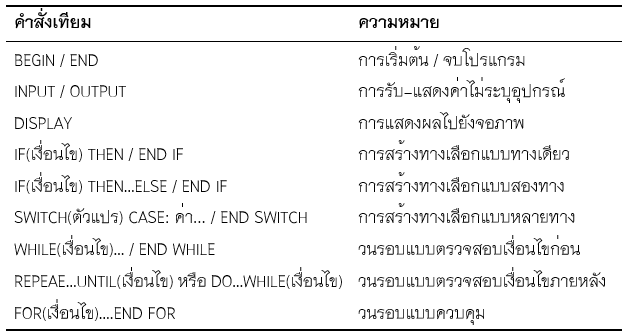 คำสั่งเทียม ความหมาย
BEGIN / END การเริ่มต้น / จบโปรแกรม
INPUT / OUTPUT การรับ-แสดงค่าไม่ระบุอุปกรณ์
DISPLAY การแสดงผลไปยังจอภาพ
IF(เงื่อนไข) THEN / END IF การสร้างทางเลือกแบบทางเดียว
IF(เงื่อนไข) THEN...ELSE / END IF การสร้างทางเลือกแบบสองทาง
SWITCH(ตัวแปร) CASE: ค่า... / END SWITCH การสร้างทางเลือกแบบหลายทาง
WHILE(เงื่อนไข)... / END WHILE วนรอบแบบตรวจสอบเงื่อนไขก่อน
REPEAE...UNTIL(เงื่อนไข) หรือ DO...WHILE(เงื่อนไข) วนรอบแบบตรวจสอบเงื่อนไขภายหลัง
FOR(เงื่อนไข)....END FOR วนรอบแบบควบคุม